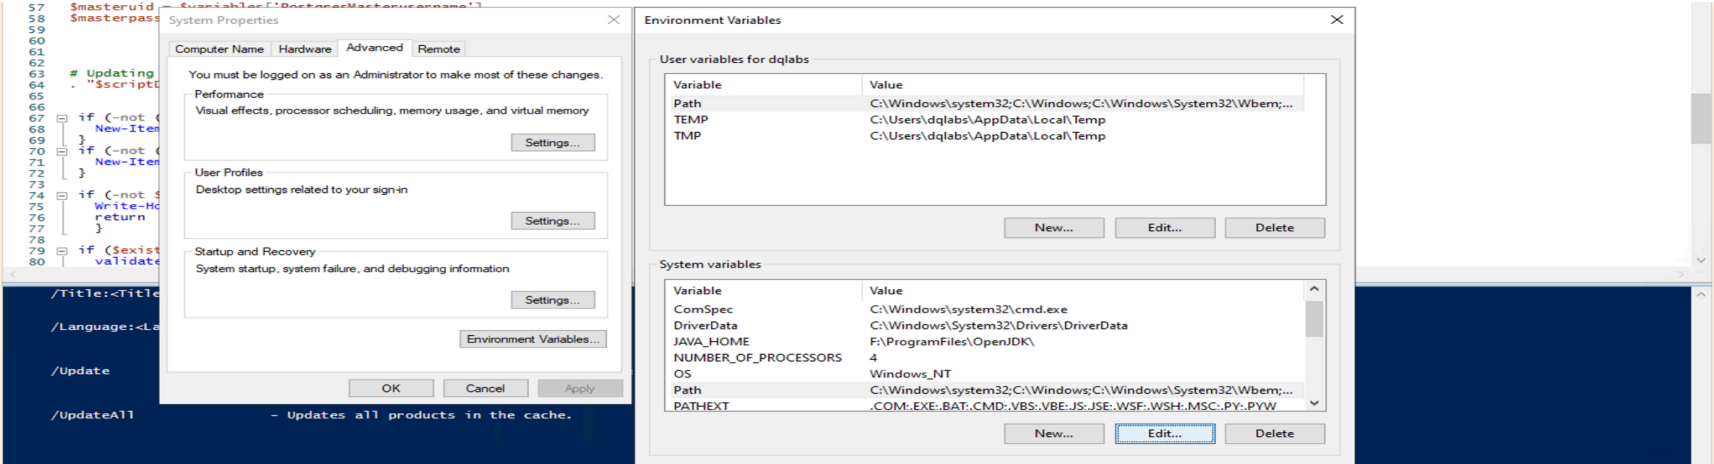 57 $masteruid = $variables['PostgresMasterusername']
58 $masterpass
59
60
61
62
63 # Updating
64 . "$script
65
66
67 if (-not (
68 New-Item
69 }
70 if (-not (
71 New-Item
72 }
73
74 if (-not $
75 Write-Ho
76 return
77 }
78
79 if ($exist
80 validate
/Title:<Title
/Language:<La
/Update
/UpdateAll - Updates all products in the cache.
System Properties
Computer Name Hardware Advanced Remote
You must be logged on as an Administrator to make most of these changes.
Performance
Visual effects, processor scheduling, memory usage, and virtual memory
Settings...
User Profiles
Desktop settings related to your sign-in
Settings...
Startup and Recovery
System startup, system failure, and debugging information
Settings...
Environment Variables...
OK Cancel Apply
Environment Variables
User variables for dqlabs
Variable Value
Path C:\Windows\system32;C:\Windows;C:\Windows\System32\Wbem;...
TEMP C:\Users\dqlabs\AppData\Local\Temp
TMP C:\Users\dqlabs\AppData\Local\Temp
New... Edit... Delete
System variables
Variable Value
ComSpec C:\Windows\system32\cmd.exe
DriverData C:\Windows\System32\Drivers\DriverData
JAVA_HOME F:\ProgramFiles\OpenJDK\
NUMBER_OF_PROCESSORS 4
OS Windows_NT
Path C:\Windows\system32;C:\Windows;C:\Windows\System32\Wbem;...
PATHEXT .COM;.EXE;.BAT;.CMD;.VBS;.VBE;.JS;.JSE;.WSF;.WSH;.MSC;.PY;.PYW
New... Edit... Delete